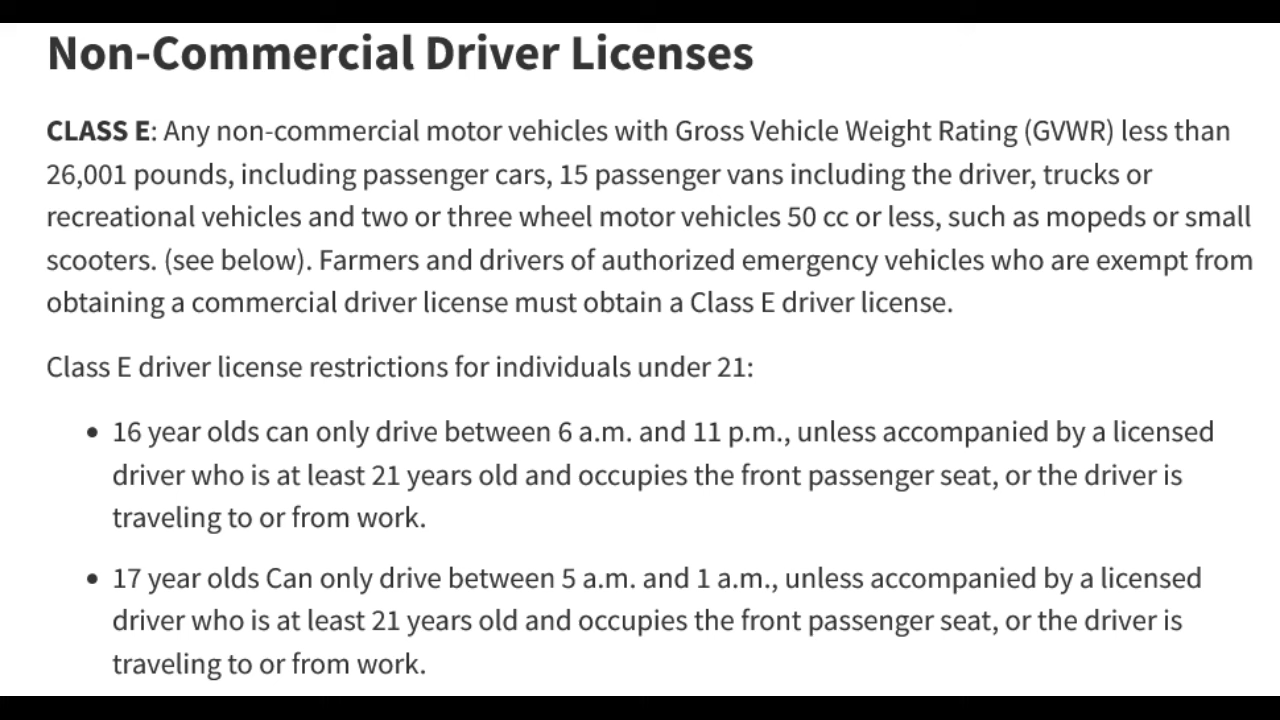 Non-Commercial Driver Licenses
CLASS E: Any non-commercial motor vehicles with Gross Vehicle Weight Rating (GVWR) less than
26,001 pounds, including passenger cars, 15 passenger vans including the driver, trucks or
recreational vehicles and two or three wheel motor vehicles 50 cc or less, such as mopeds or small
scooters. (see below). Farmers and drivers of authorized emergency vehicles who are exempt from
obtaining a commercial driver license must obtain a Class E driver license.
Class E driver license restrictions for individuals under 21:
• 16 year olds can only drive between 6 a.m. and 11 p.m., unless accompanied by a licensed
driver who is at least 21 years old and occupies the front passenger seat, or the driver is
traveling to or from work.
• 17 year olds Can only drive between 5 a.m. and 1 a.m., unless accompanied by a licensed
driver who is at least 21 years old and occupies the front passenger seat, or the driver is
traveling to or from work.